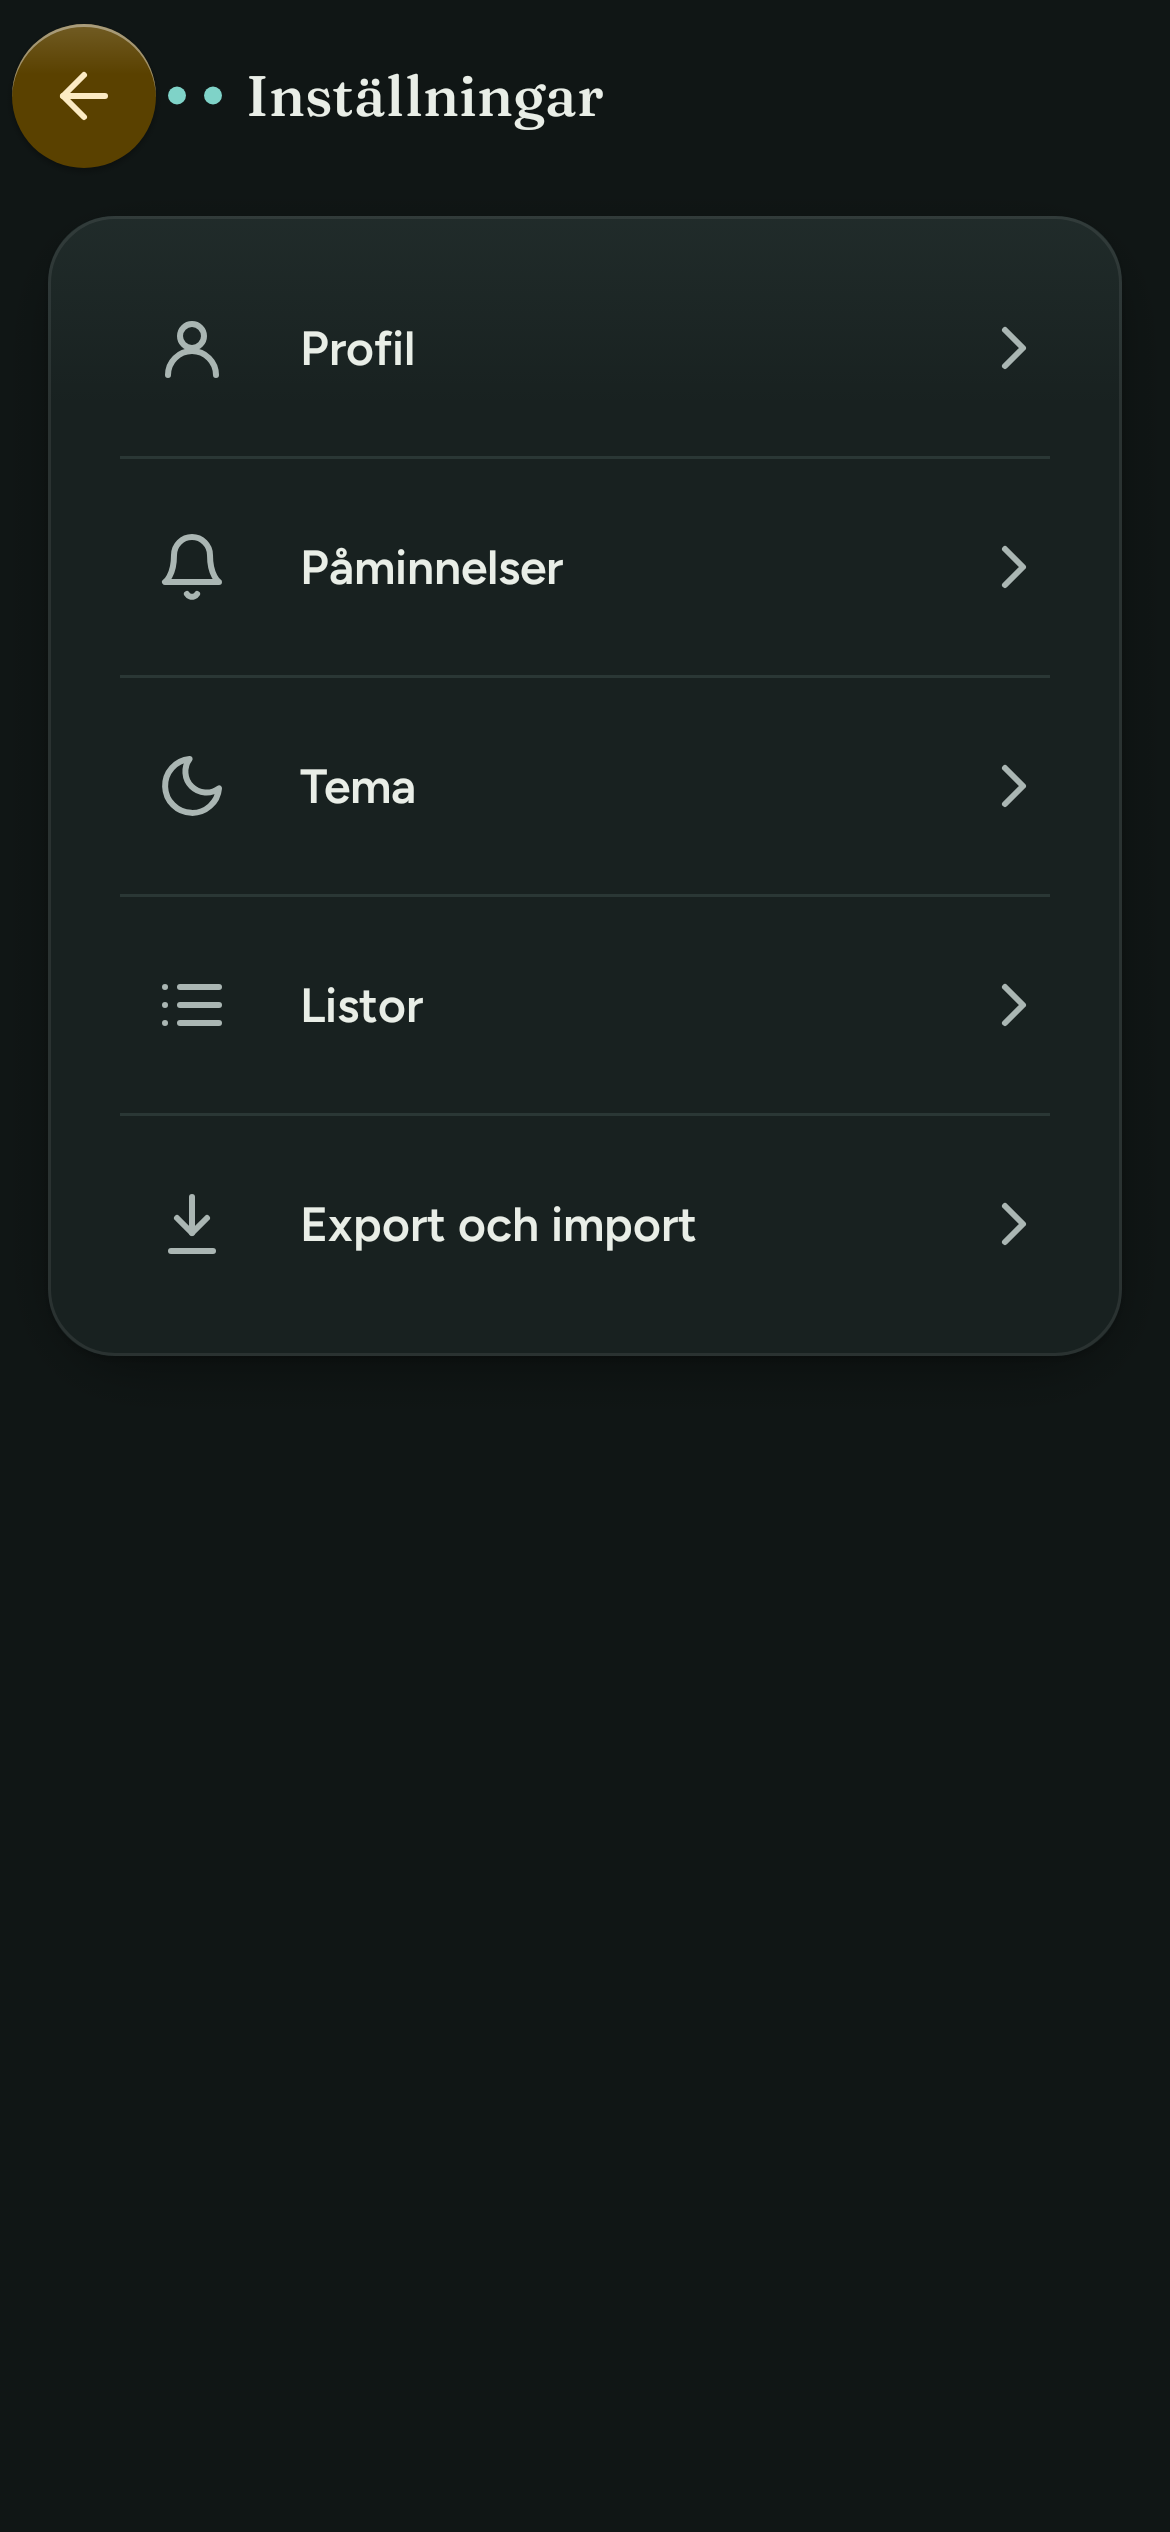 Inställningar
Profil
Påminnelser
Tema
Listor
Export och import